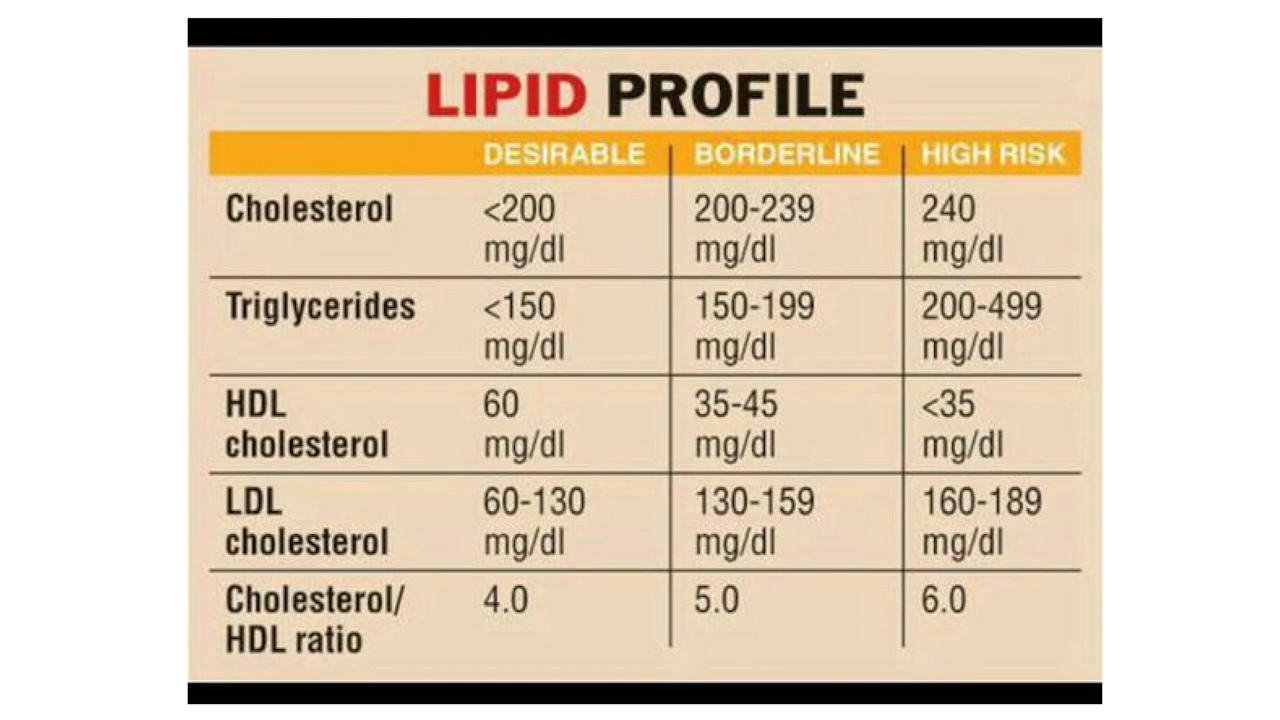 LIPID PROFILE
DESIRABLE BORDERLINE HIGH RISK
Cholesterol <200 200-239 240
mg/dl mg/dl mg/dl
Triglycerides <150 150-199 200-499
mg/dl mg/dl mg/dl
HDL 60 35-45 <35
cholesterol mg/dl mg/dl mg/dl
LDL 60-130 130-159 160-189
cholesterol mg/dl mg/dl mg/dl
Cholesterol/ 4.0 5.0 6.0
HDL ratio